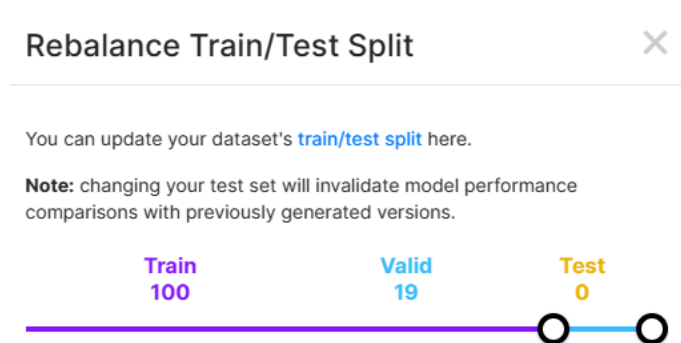 Rebalance Train/Test Split
You can update your dataset's train/test split here.
Note: changing your test set will invalidate model performance
comparisons with previously generated versions.
Train Valid Test
100 19 0